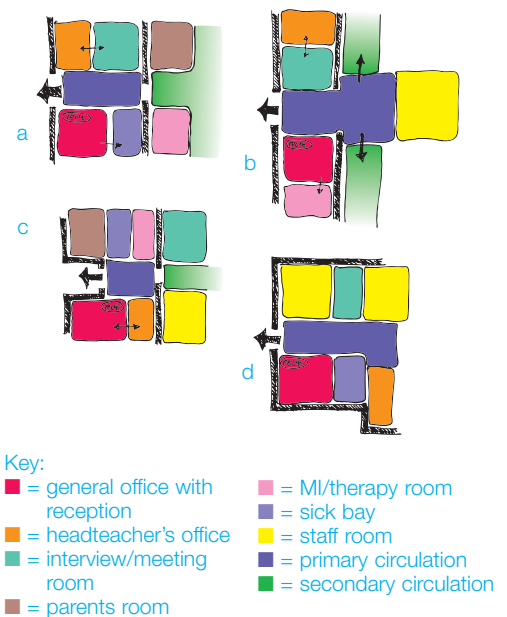 a
b
c
d
Key:
= general office with
reception
= headteacher's office
= interview/meeting
room
= parents room
= MI/therapy room
= sick bay
= staff room
= primary circulation
= secondary circulation